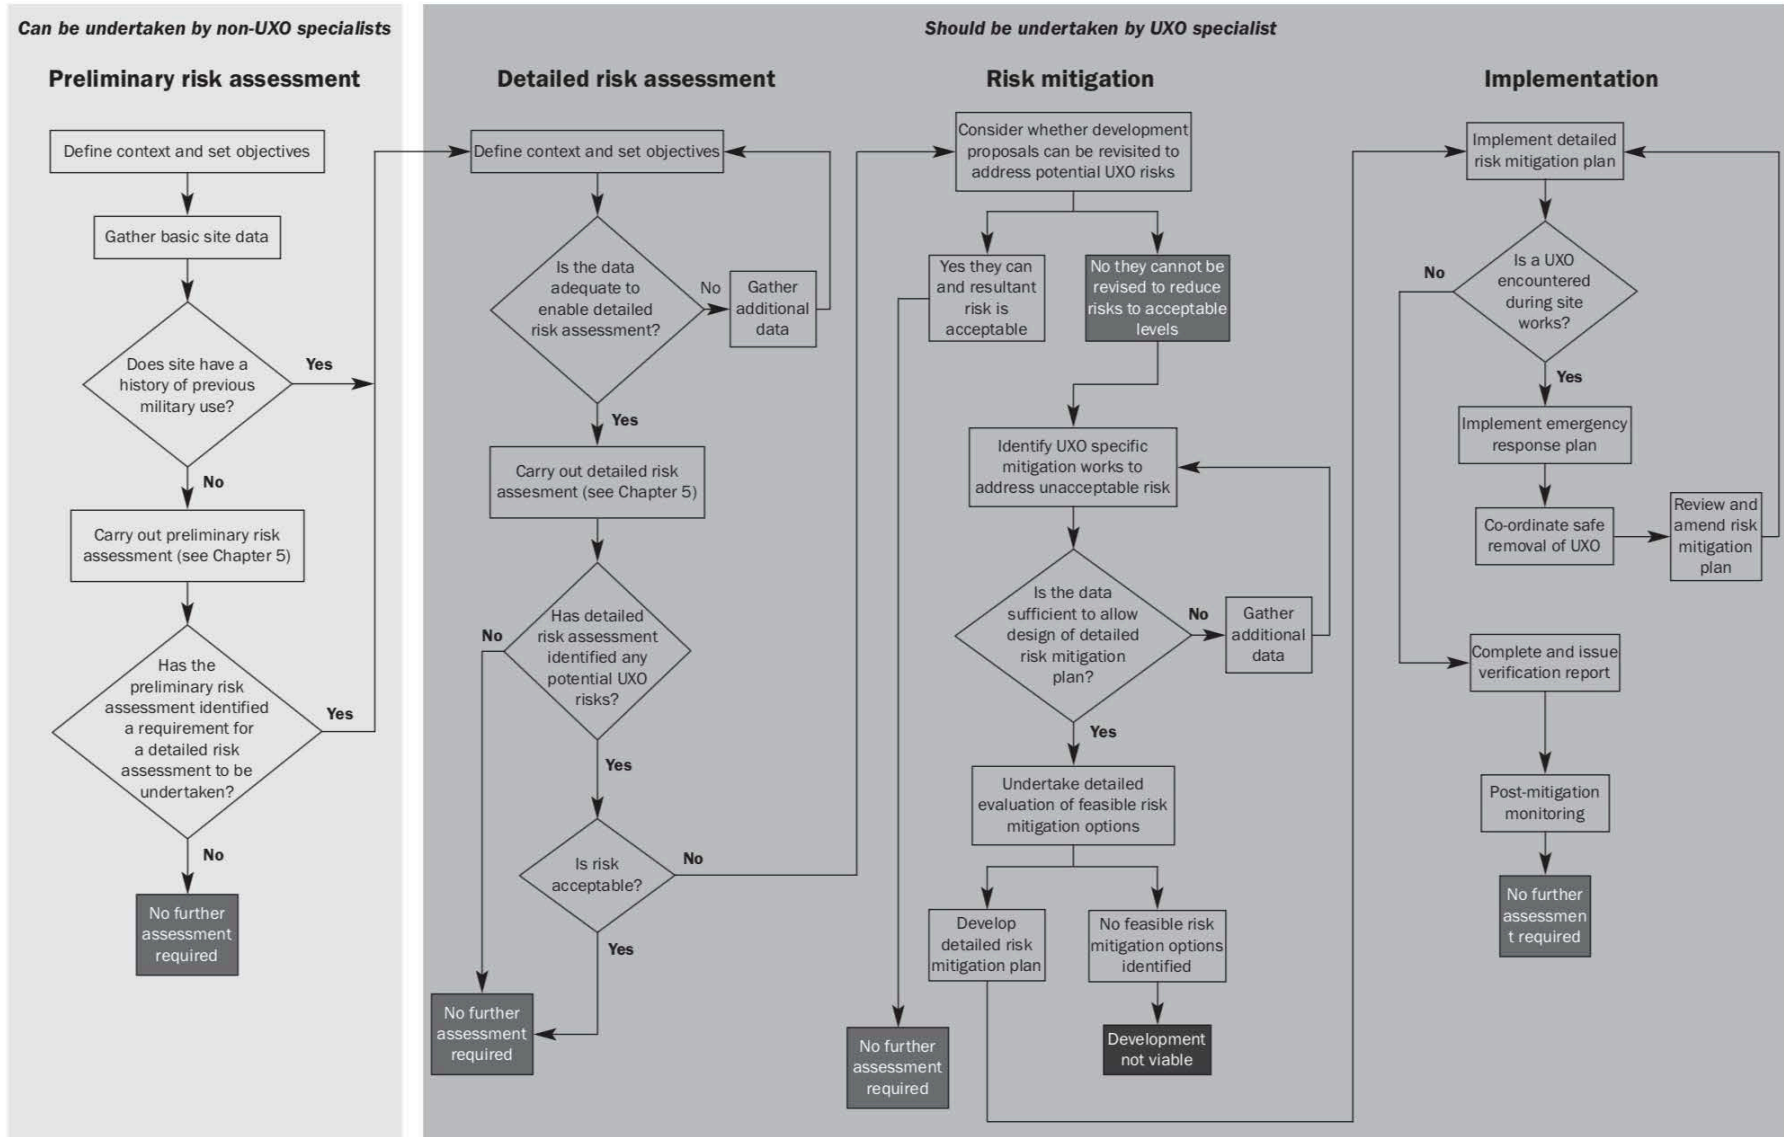 Can be undertaken by non-UXO specialists
Preliminary risk assessment
Define context and set objectives
Gather basic site data
Does site have a
history of previous
military use?
Yes
No
Carry out preliminary risk
assessment (see Chapter 5)
Has the
preliminary risk
assessment identified
a requirement for
a detailed risk
assessment to be
undertaken?
Yes
No
No further
assessment
required
Should be undertaken by UXO specialist
Detailed risk assessment
Define context and set objectives
Is the data
adequate to
enable detailed
risk assessment?
No
Gather
additional
data
Yes
Carry out detailed risk
assesment (see Chapter 5)
Has detailed
risk assessment
identified any
potential UXO
risks?
No
Yes
Is risk
acceptable?
No
Yes
No further
assessment
required
Risk mitigation
Consider whether development
proposals can be revisited to
address potential UXO risks
Yes they can
and resultant
risk is
acceptable
No they cannot be
revised to reduce
risks to acceptable
levels
Identify UXO specific
mitigation works to
address unacceptable risk
Is the data
sufficient to allow
design of detailed
risk mitigation
plan?
No
Gather
additional
data
Yes
Undertake detailed
evaluation of feasible risk
mitigation options
Develop
detailed risk
mitigation plan
No feasible risk
mitigation options
identified
No further
assessment
required
Development
not viable
Implementation
Implement detailed
risk mitigation plan
Is a UXO
encountered
during site
works?
No
Yes
Implement emergency
response plan
Co-ordinate safe
removal of UXO
Review and
amend risk
mitigation
plan
Complete and issue
verification report
Post-mitigation
monitoring
No further
assessmen
t required